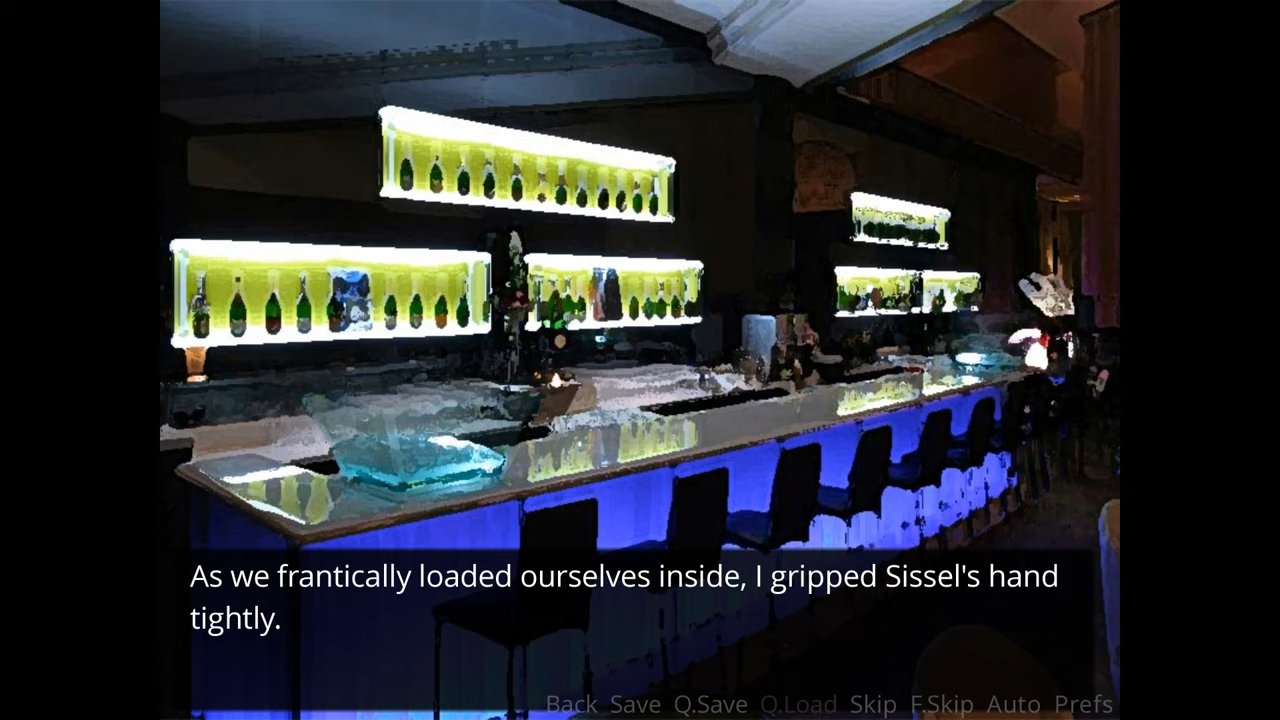 As we frantically loaded ourselves inside, I gripped Sissel's hand
tightly.
Back Save Q.Save Q.Load Skip F.Skip Auto Prefs